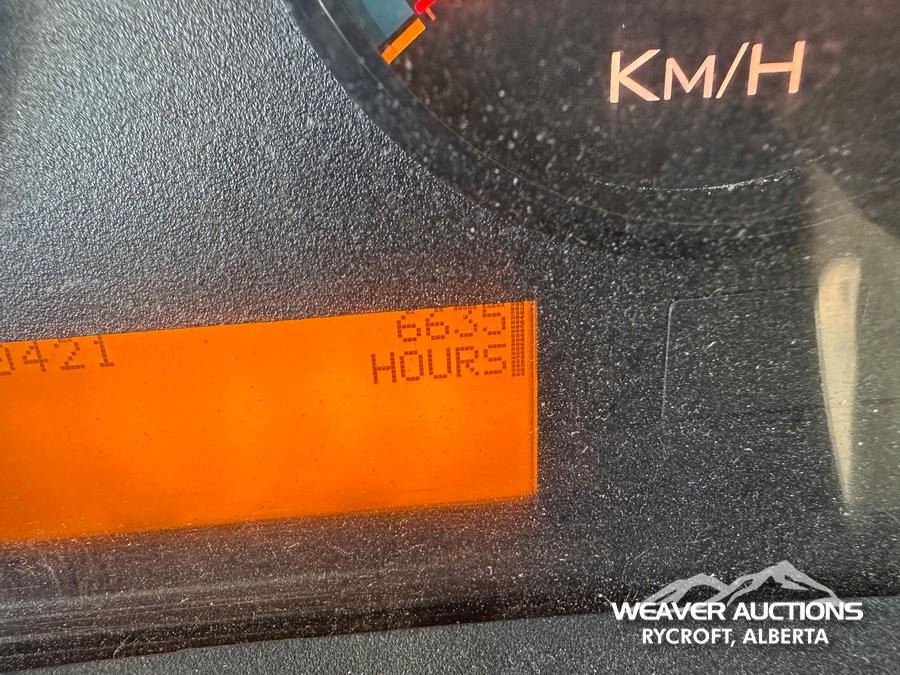 KM/H
6635
0421
HOURS
WEAVER AUCTIONS
RYCROFT, ALBERTA